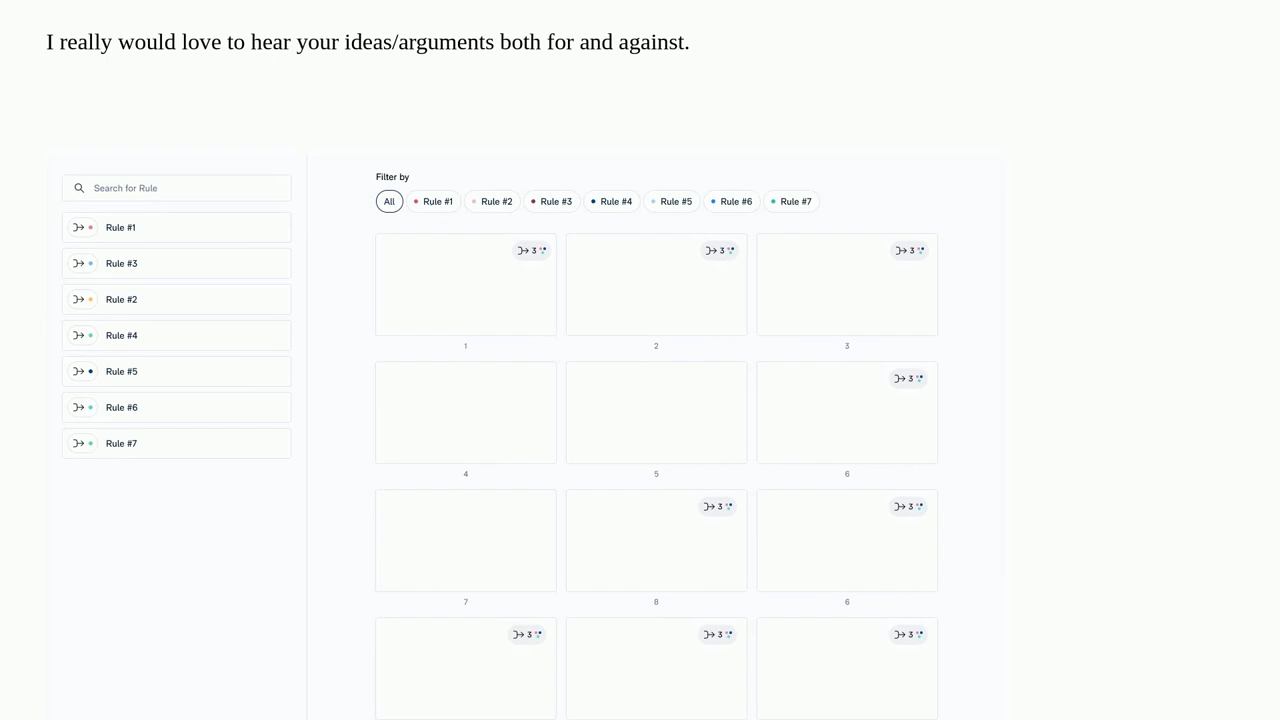 I really would love to hear your ideas/arguments both for and against.
Search for Rule
Rule #1
Rule #3
Rule #2
Rule #4
Rule #5
Rule #6
Rule #7
Filter by
All Rule #1 Rule #2 Rule #3 Rule #4 Rule #5 Rule #6 Rule #7
3 3 3
1 2 3
3
4 5 6
3 3
7 8 6
3 3 3